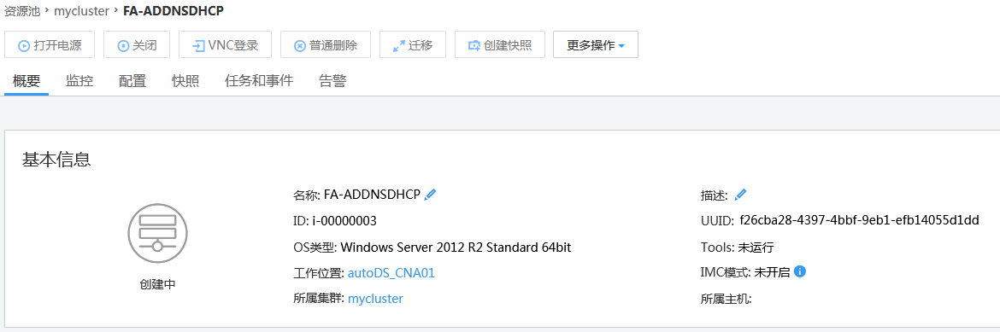 资源池 › mycluster › FA-ADDNSDHCP
打开电源 关闭 VNC登录 普通删除 迁移 创建快照 更多操作
概要 监控 配置 快照 任务和事件 告警
基本信息
名称: FA-ADDNSDHCP 描述:
ID: i-00000003 UUID: f26cba28-4397-4bbf-9eb1-efb14055d1dd
OS类型: Windows Server 2012 R2 Standard 64bit Tools: 未运行
工作位置: autoDS_CNA01 IMC模式: 未开启
创建中
所属集群: mycluster 所属主机: